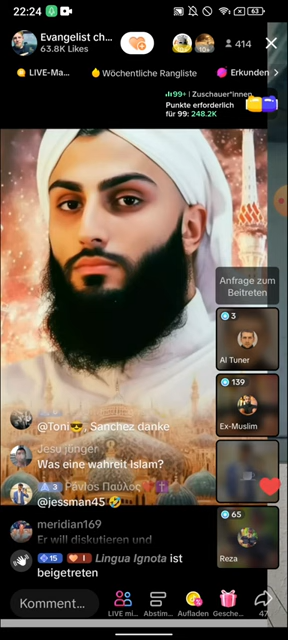 22:24
63
Evangelist ch...
63.8K Likes
10+
414
LIVE-Ma...
Wöchentliche Rangliste
Erkunden
99+ | Zuschauer*innen
Punkte erforderlich
für 99: 248.2K
Anfrage zum
Beitreten
3
Al Tuner
139
Ex-Muslim
65
Reza
@Toni😎, Sanchez danke
Jesu jünger
Was eine wahreit Islam?
3 Pavlos Παῦλος
@jessman45 🤣
meridian169
Er will diskutieren und
15 I Lingua Ignota ist
beigetreten
Komment...
LIVE mi...
Abstim...
Aufladen
Gesche...
47